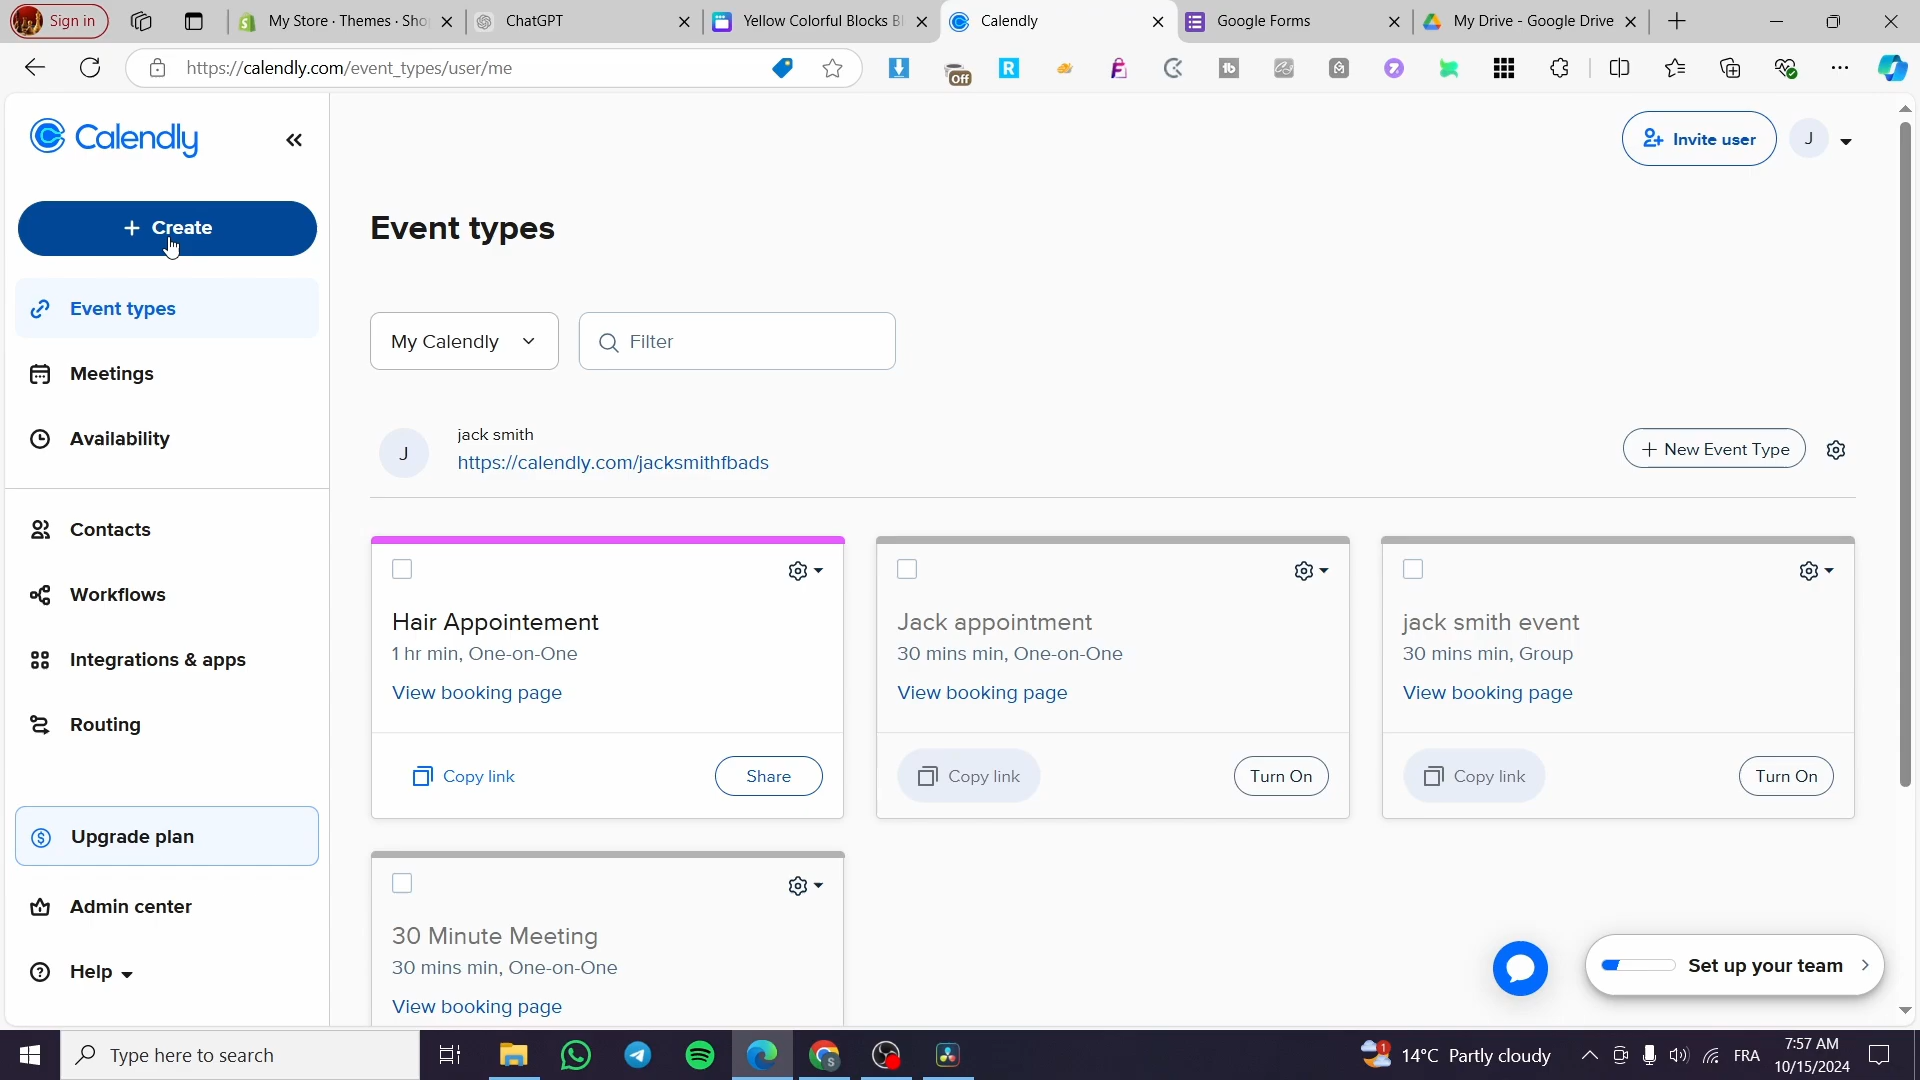 Sign in
My Store · Themes · Sho
ChatGPT
Yellow Colorful Blocks Bl
Calendly
Google Forms
My Drive - Google Drive
https://calendly.com/event_types/user/me
Off
R
Calendly
Invite user
J
+ Create
Event types
Event types
My Calendly
Filter
Meetings
Availability
J
jack smith
https://calendly.com/jacksmithfbads
+ New Event Type
Contacts
Workflows
Integrations & apps
Routing
Hair Appointement
1 hr min, One-on-One
View booking page
Copy link
Share
Jack appointment
30 mins min, One-on-One
View booking page
Copy link
Turn On
jack smith event
30 mins min, Group
View booking page
Copy link
Turn On
Upgrade plan
Admin center
Help
30 Minute Meeting
30 mins min, One-on-One
View booking page
Set up your team
Type here to search
14°C Partly cloudy
FRA
7:57 AM
10/15/2024